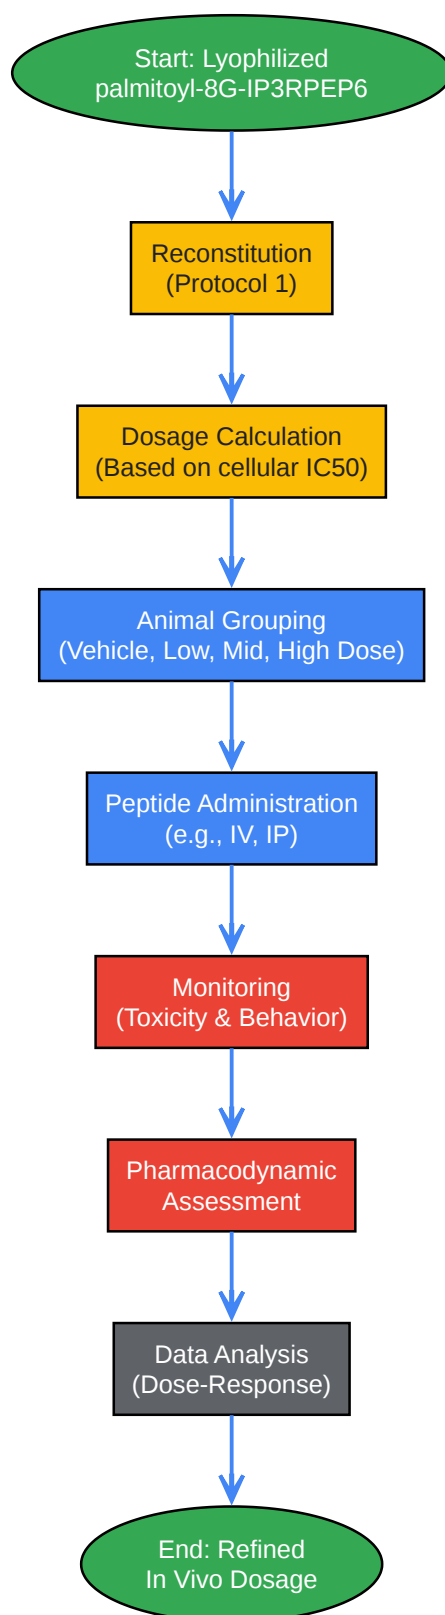 Start: Lyophilized
palmitoyl-8G-IP3RPEP6
Reconstitution
(Protocol 1)
Dosage Calculation
(Based on cellular IC50)
Animal Grouping
(Vehicle, Low, Mid, High Dose)
Peptide Administration
(e.g., IV, IP)
Monitoring
(Toxicity & Behavior)
Pharmacodynamic
Assessment
Data Analysis
(Dose-Response)
End: Refined
In Vivo Dosage